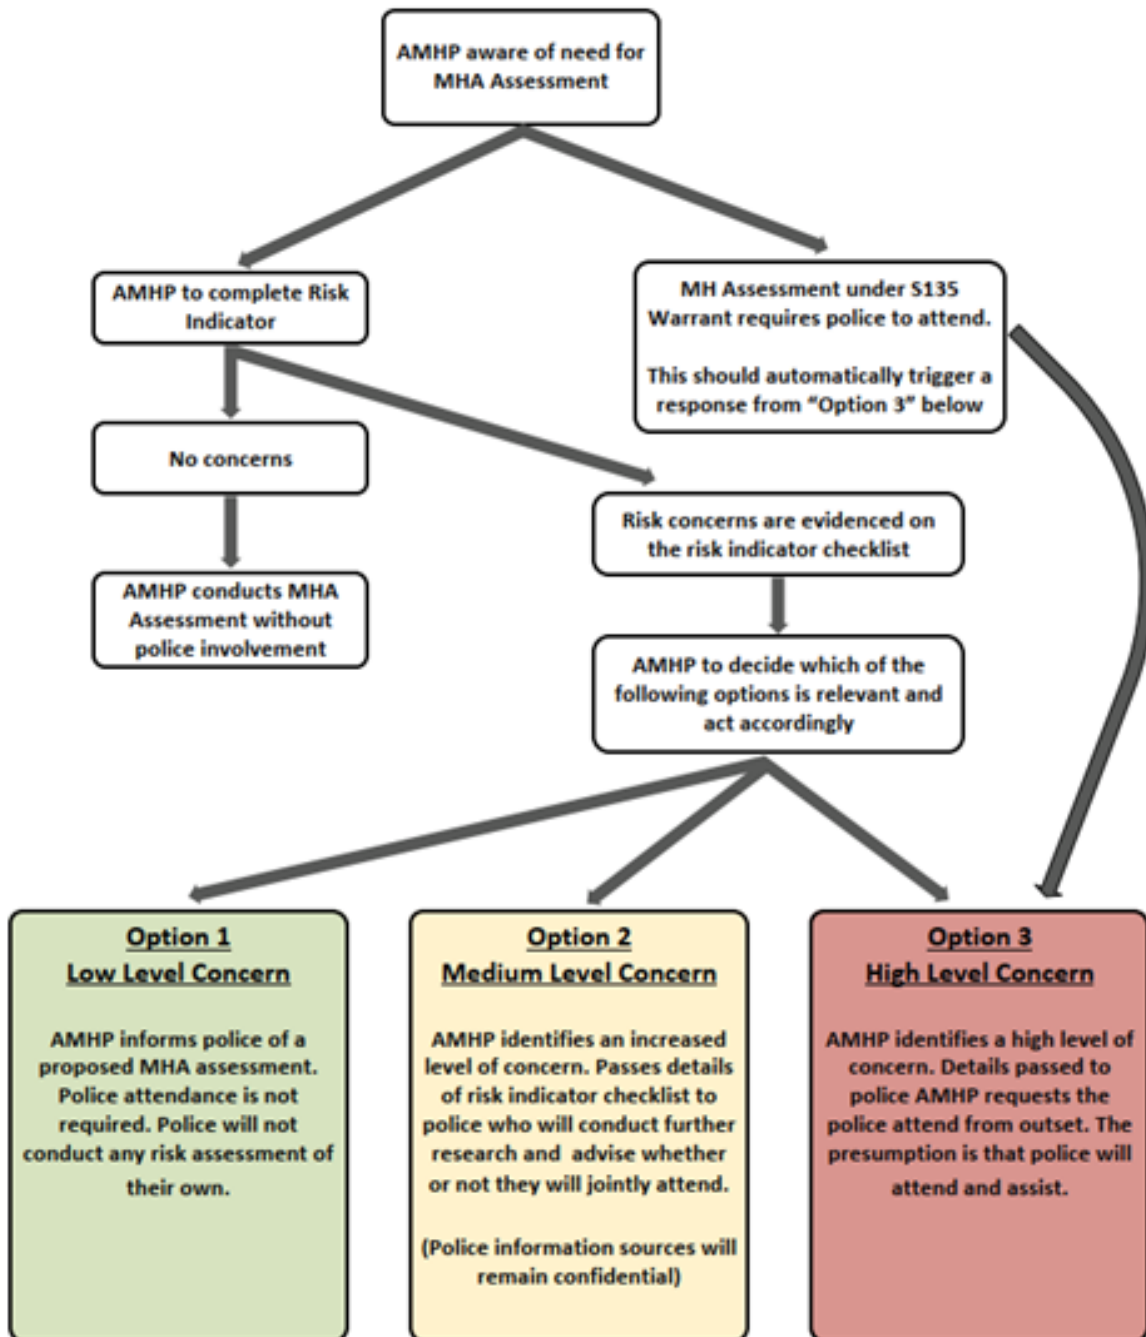 AMHP aware of need for
MHA Assessment
AMHP to complete Risk
Indicator
MH Assessment under S135
Warrant requires police to attend.
This should automatically trigger a
response from “Option 3” below
No concerns
Risk concerns are evidenced on
the risk indicator checklist
AMHP conducts MHA
Assessment without
police involvement
AMHP to decide which of the
following options is relevant and
act accordingly
Option 1
Low Level Concern
AMHP informs police of a
proposed MHA assessment.
Police attendance is not
required. Police will not
conduct any risk assessment of
their own.
Option 2
Medium Level Concern
AMHP identifies an increased
level of concern. Passes details
of risk indicator checklist to
police who will conduct further
research and advise whether
or not they will jointly attend.
(Police information sources will
remain confidential)
Option 3
High Level Concern
AMHP identifies a high level of
concern. Details passed to
police AMHP requests the
police attend from outset. The
presumption is that police will
attend and assist.